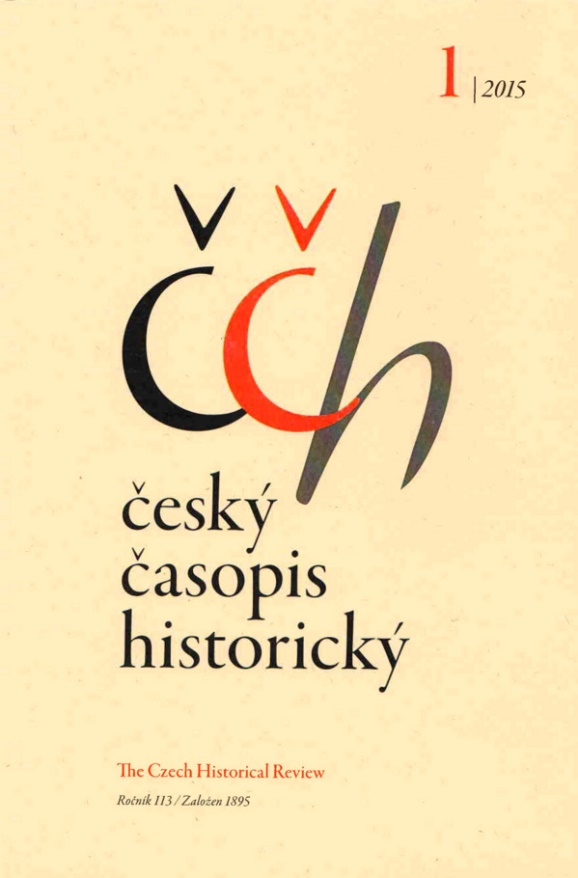 1 | 2015
ČČh
český
časopis
historický
The Czech Historical Review
Ročník 113 / Založen 1895